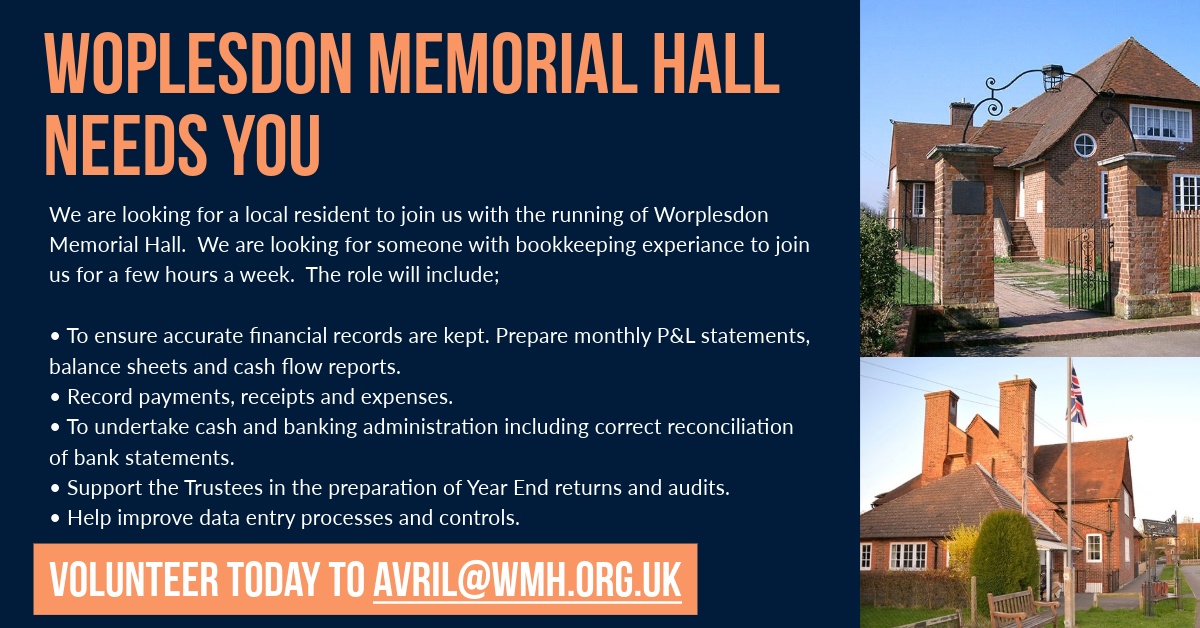 WOPLESDON MEMORIAL HALL
NEEDS YOU
We are looking for a local resident to join us with the running of Worplesdon
Memorial Hall.  We are looking for someone with bookkeeping experiance to join
us for a few hours a week.  The role will include;
• To ensure accurate financial records are kept. Prepare monthly P&L statements,
balance sheets and cash flow reports.
• Record payments, receipts and expenses.
• To undertake cash and banking administration including correct reconciliation
of bank statements.
• Support the Trustees in the preparation of Year End returns and audits.
• Help improve data entry processes and controls.
VOLUNTEER TODAY TO AVRIL@WMH.ORG.UK